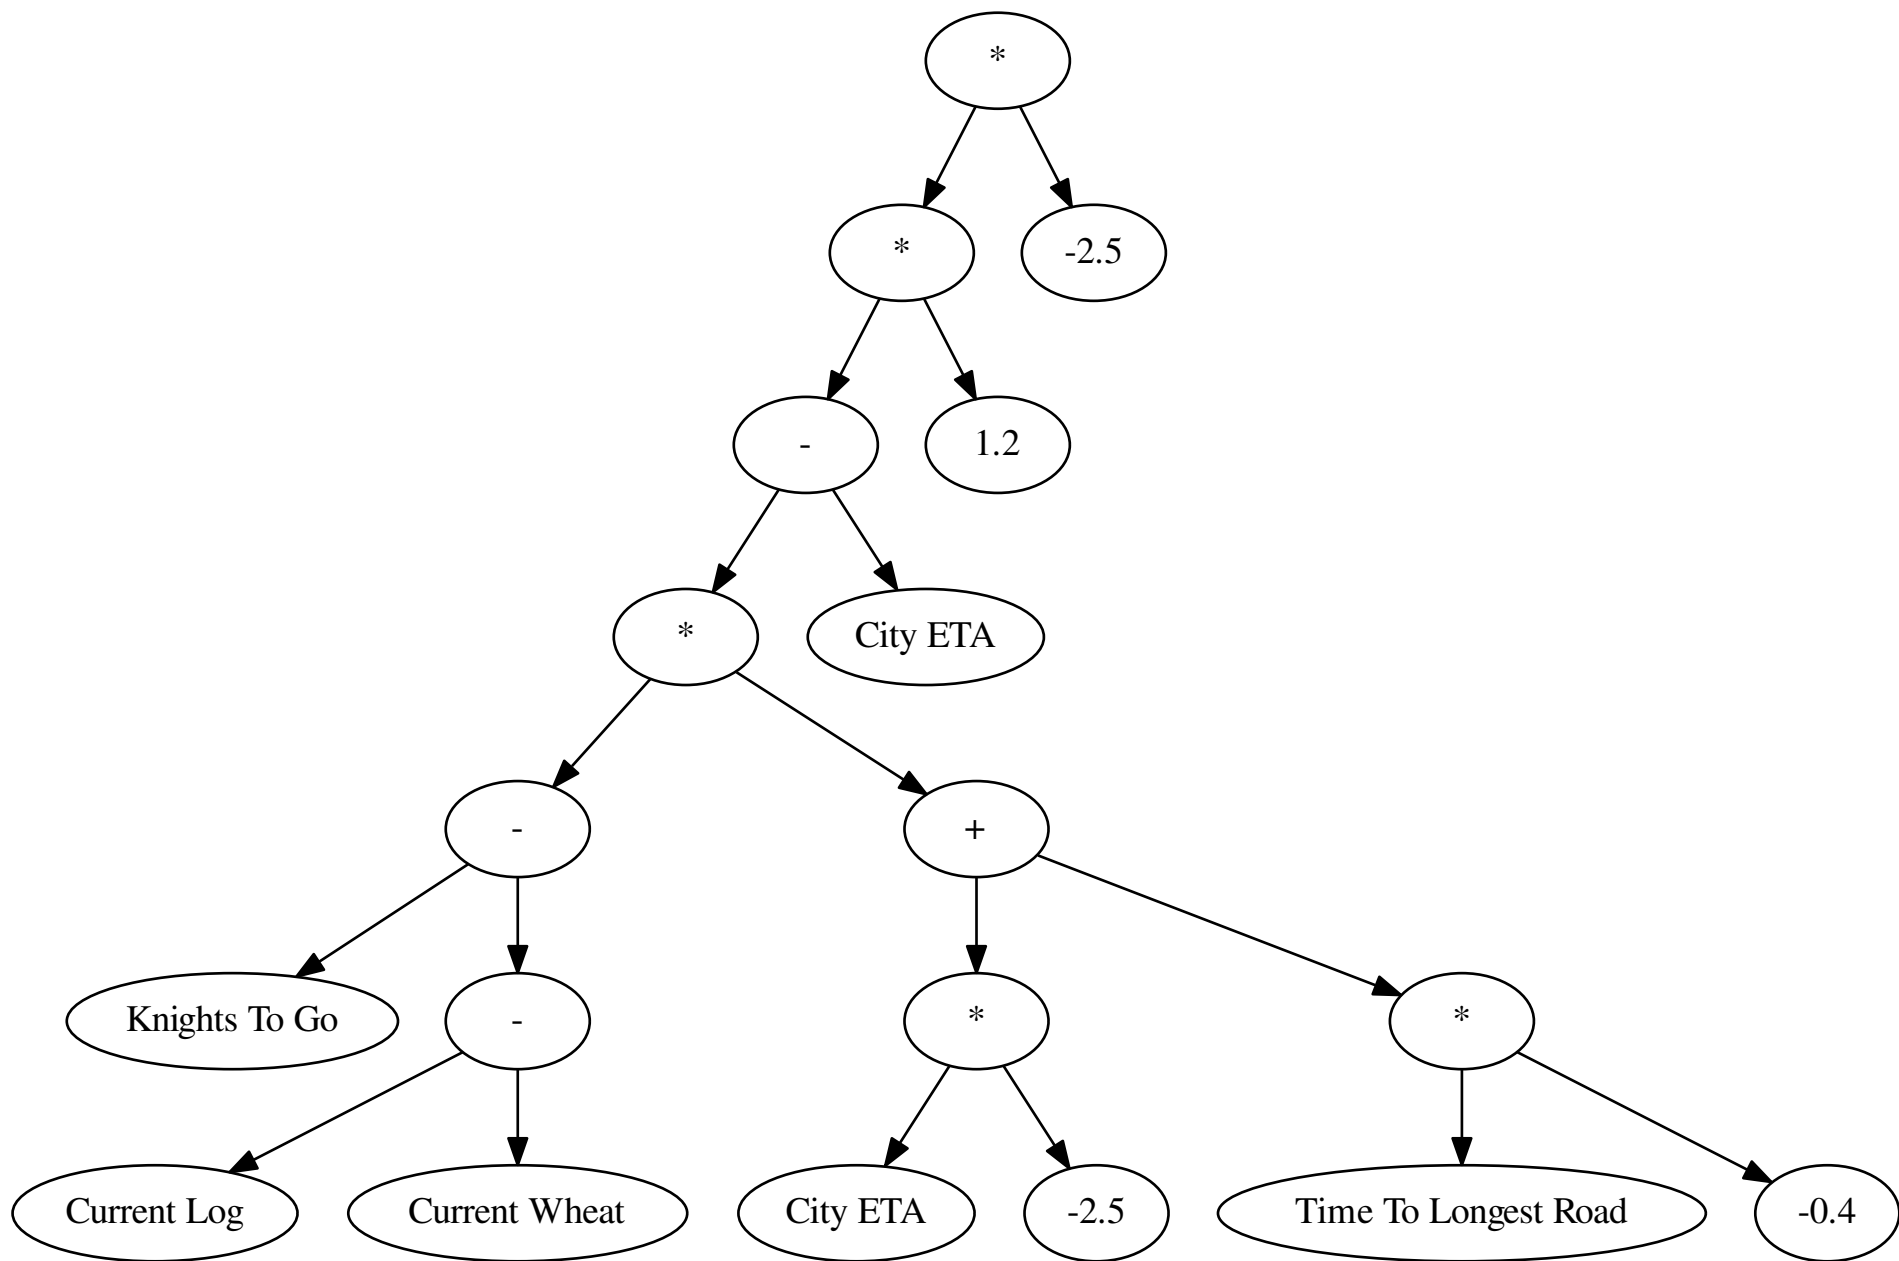 *
*
-2.5
-
1.2
*
City ETA
-
+
Knights To Go
-
*
*
Current Log
Current Wheat
City ETA
-2.5
Time To Longest Road
-0.4